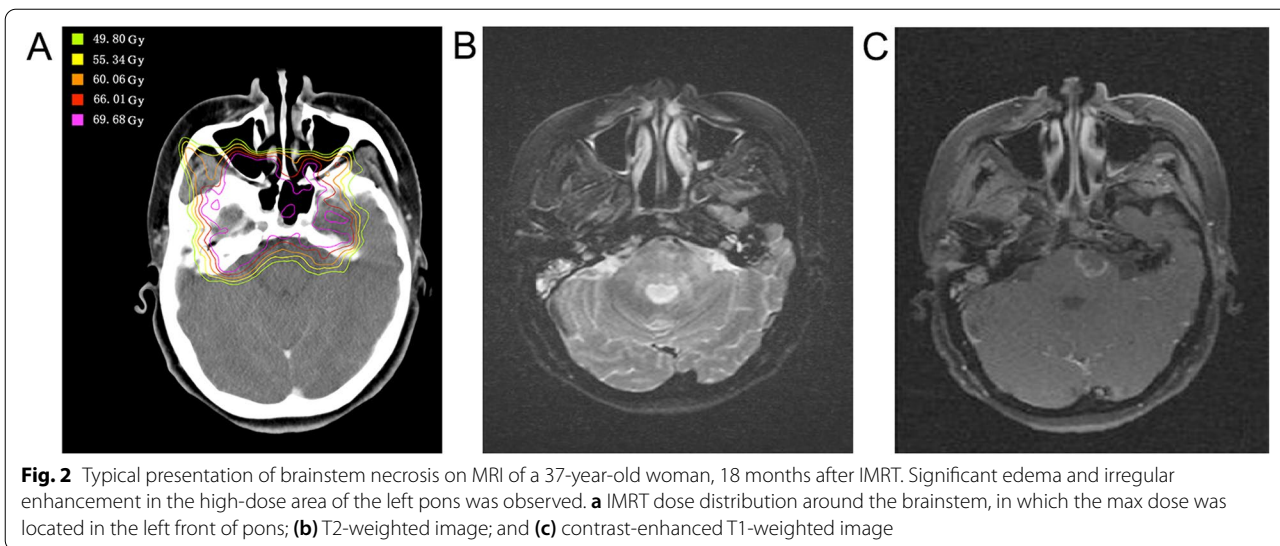 A
49.80 Gy
55.34 Gy
60.06 Gy
66.01 Gy
69.68 Gy
B
C
Fig. 2 Typical presentation of brainstem necrosis on MRI of a 37-year-old woman, 18 months after IMRT. Significant edema and irregular
enhancement in the high-dose area of the left pons was observed. a IMRT dose distribution around the brainstem, in which the max dose was
located in the left front of pons; (b) T2-weighted image; and (c) contrast-enhanced T1-weighted image